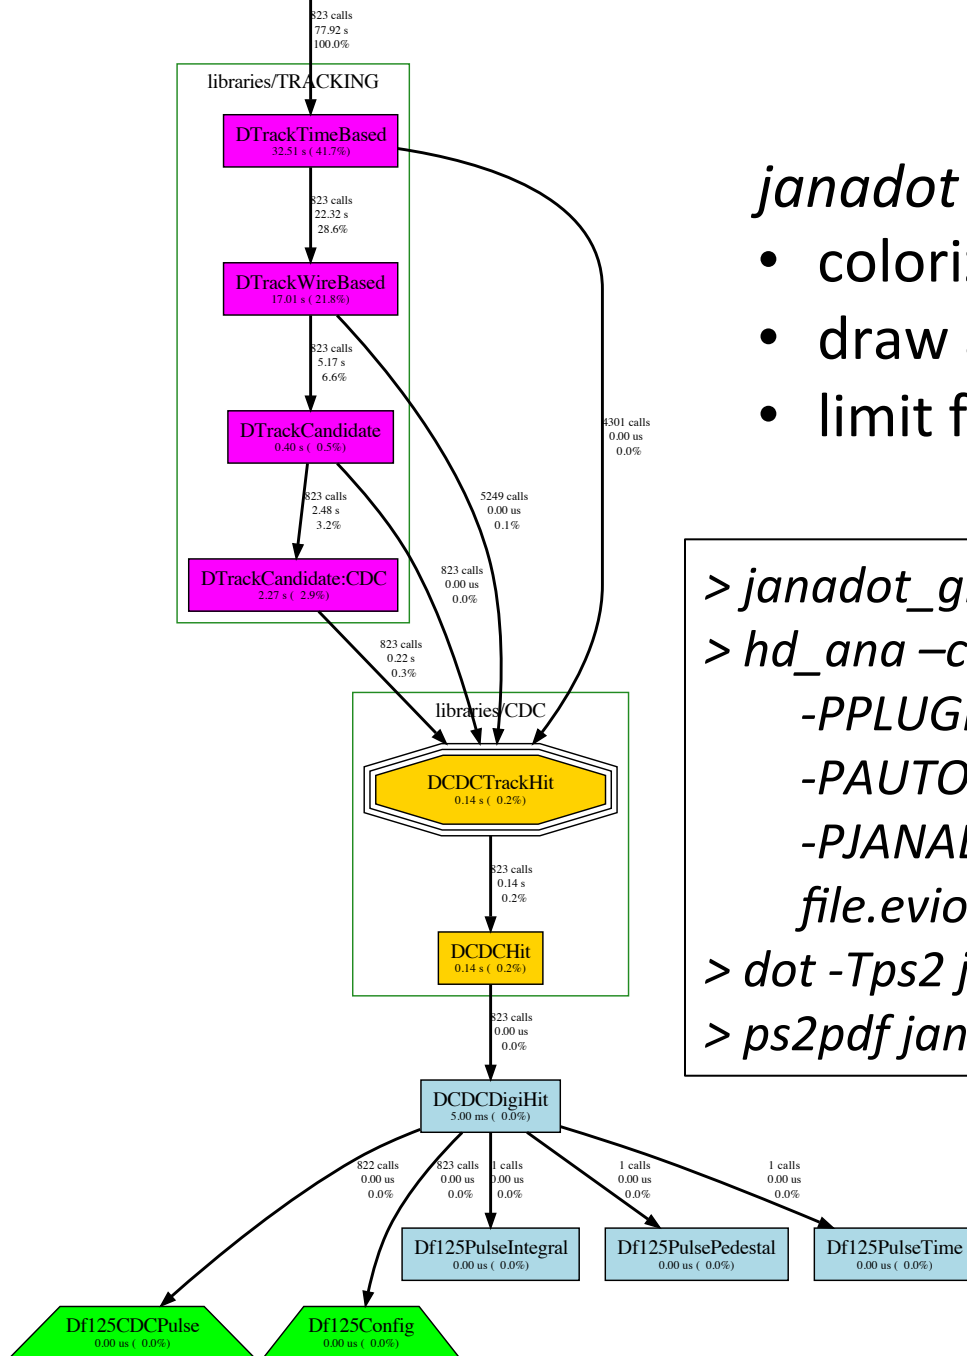 823 calls
77.92 s
100.0%
libraries/TRACKING
DTrackTimeBased
32.51 s ( 41.7%)
823 calls
22.32 s
28.6%
DTrackWireBased
17.01 s ( 21.8%)
823 calls
5.17 s
6.6%
4301 calls
0.00 us
0.0%
DTrackCandidate
0.40 s ( 0.5%)
823 calls
2.48 s
3.2%
5249 calls
0.00 us
0.1%
823 calls
0.00 us
0.0%
DTrackCandidate:CDC
2.27 s ( 2.9%)
823 calls
0.22 s
0.3%
libraries/CDC
DCDCTrackHit
0.14 s ( 0.2%)
823 calls
0.14 s
0.2%
DCDCHit
0.14 s ( 0.2%)
823 calls
0.00 us
0.0%
DCDCDigiHit
5.00 ms ( 0.0%)
822 calls
0.00 us
0.0%
823 calls
0.00 us
0.0%
1 calls
0.00 us
0.0%
1 calls
0.00 us
0.0%
1 calls
0.00 us
0.0%
Df125PulseIntegral
0.00 us ( 0.0%)
Df125PulsePedestal
0.00 us ( 0.0%)
Df125PulseTime
0.00 us ( 0.0%)
Df125CDCPulse
0.00 us ( 0.0%)
Df125Config
0.00 us ( 0.0%)
janadot
• coloriz
• draw
• limit f
> janadot_g
> hd_ana –c
-PPLUGI
-PAUTO
-PJANAD
file.evio
> dot -Tps2 j
> ps2pdf jan